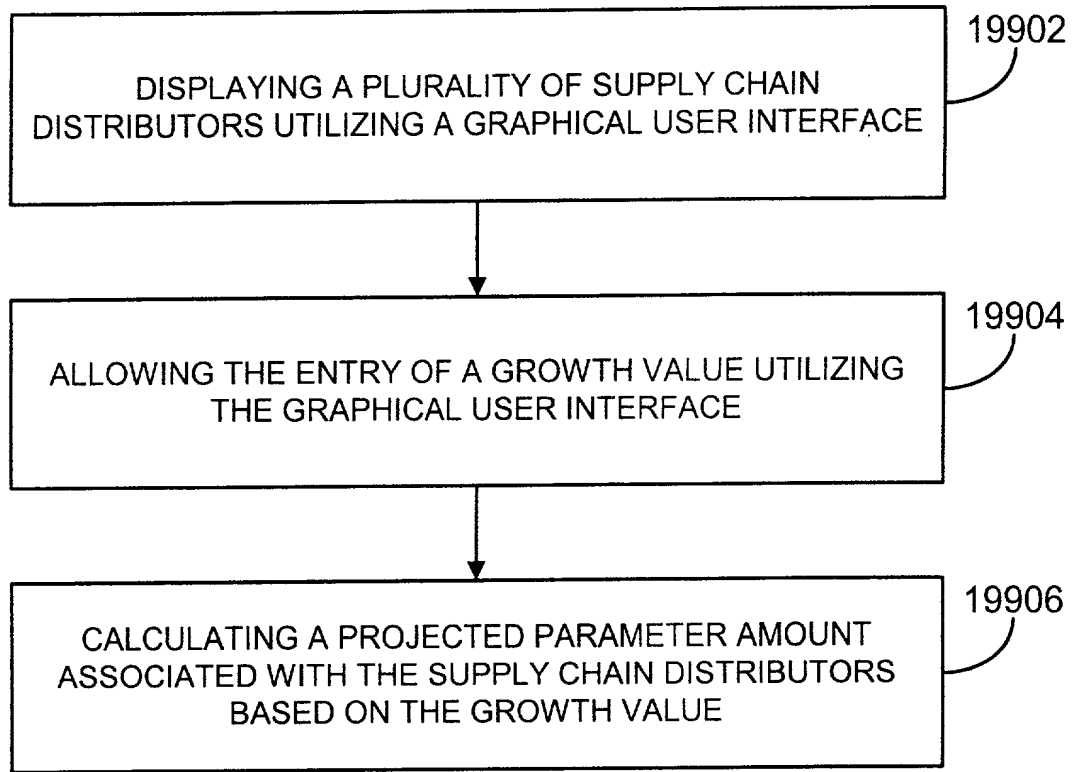 19902
DISPLAYING A PLURALITY OF SUPPLY CHAIN
DISTRIBUTORS UTILIZING A GRAPHICAL USER INTERFACE
19904
ALLOWING THE ENTRY OF A GROWTH VALUE UTILIZING
THE GRAPHICAL USER INTERFACE
19906
CALCULATING A PROJECTED PARAMETER AMOUNT
ASSOCIATED WITH THE SUPPLY CHAIN DISTRIBUTORS
BASED ON THE GROWTH VALUE